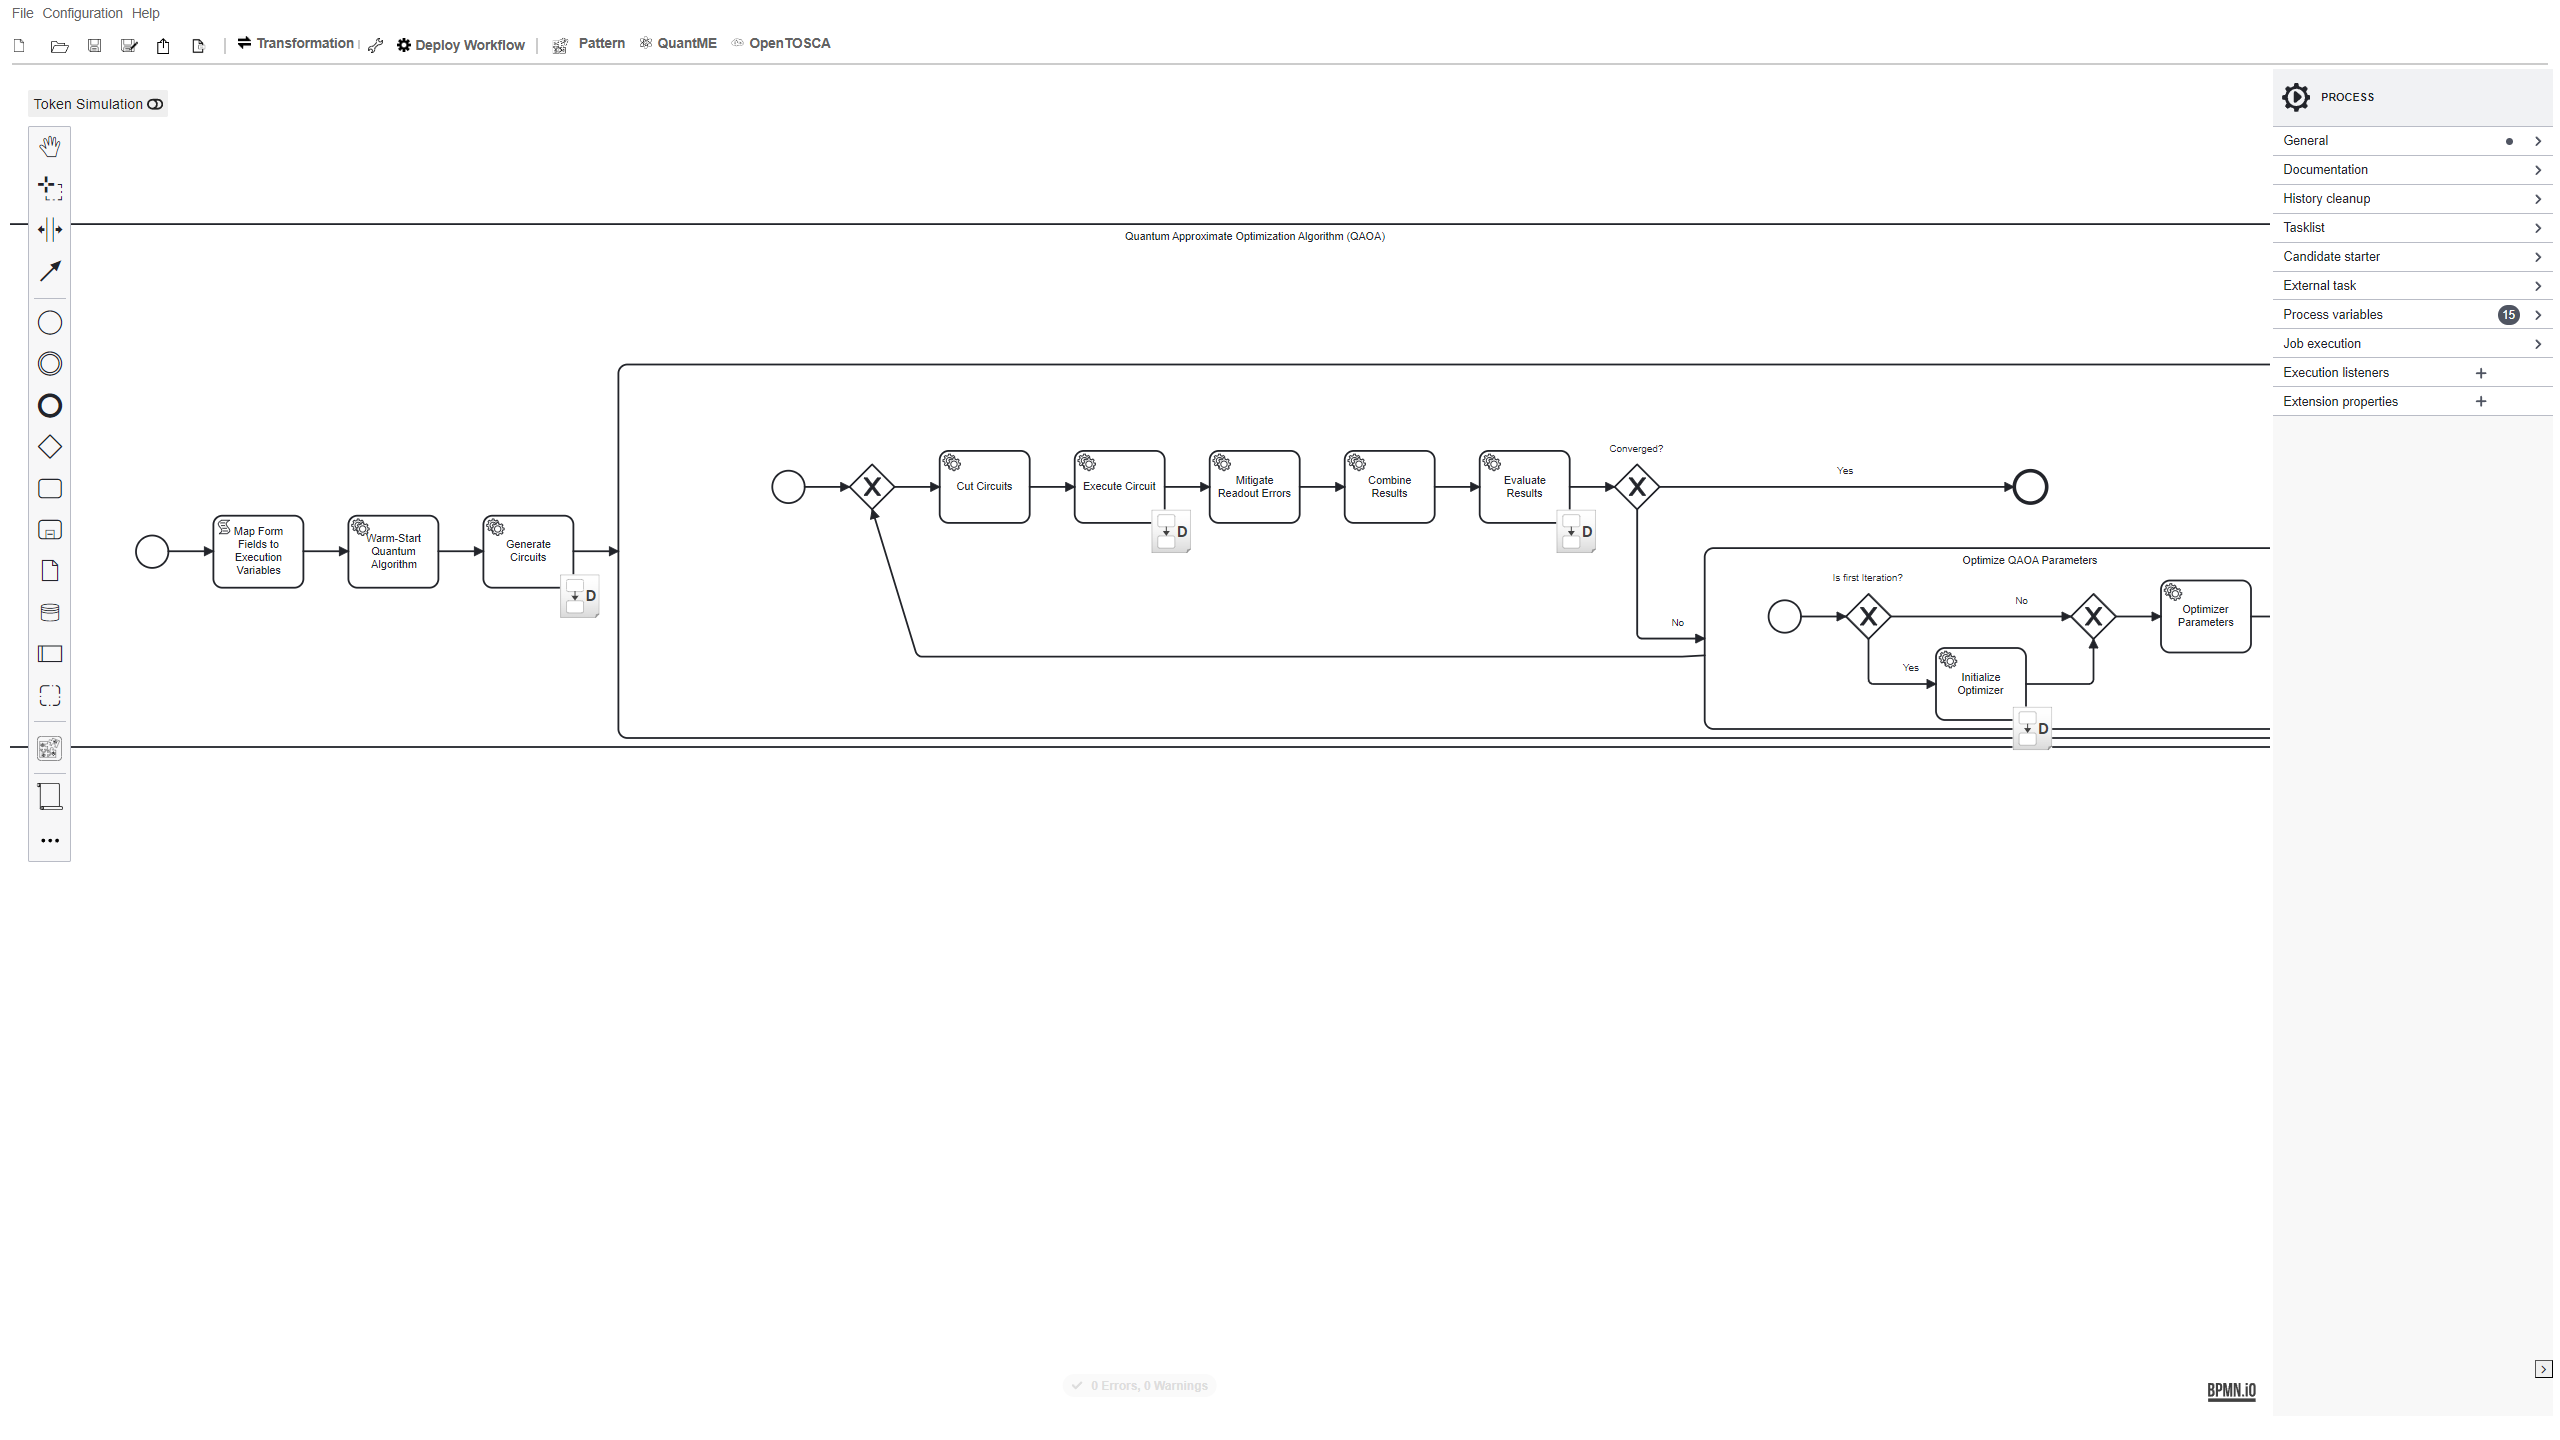 File Configuration Help
Transformation Deploy Workflow Pattern QuantME OpenTOSCA
Token Simulation
PROCESS
General
Documentation
History cleanup
Tasklist
Candidate starter
External task
Process variables 15
Job execution
Execution listeners
Extension properties
Quantum Approximate Optimization Algorithm (QAOA)
Map Form
Fields to
Execution
Variables
Warm-Start
Quantum
Algorithm
Generate
Circuits
D
Cut Circuits
Execute Circuit
D
Mitigate
Readout Errors
Combine
Results
Evaluate
Results
D
Converged?
Yes
No
Optimize QAOA Parameters
Is first Iteration?
No
Yes
Initialize
Optimizer
D
Optimizer
Parameters
0 Errors, 0 Warnings
BPMN.iO